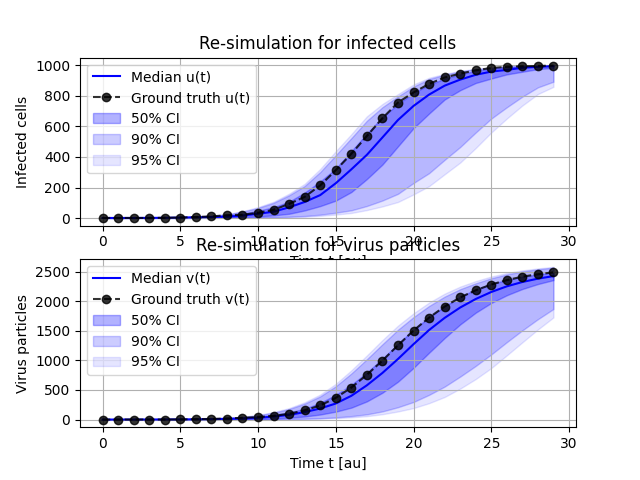 Re-simulation for infected cells
Infected cells
1000
800
600
400
200
0
Median u(t)
Ground truth u(t)
50% CI
90% CI
95% CI
0 5 10 15 20 25 30
Time t [au]
Re-simulation for virus particles
Virus particles
2500
2000
1500
1000
500
0
Median v(t)
Ground truth v(t)
50% CI
90% CI
95% CI
0 5 10 15 20 25 30
Time t [au]